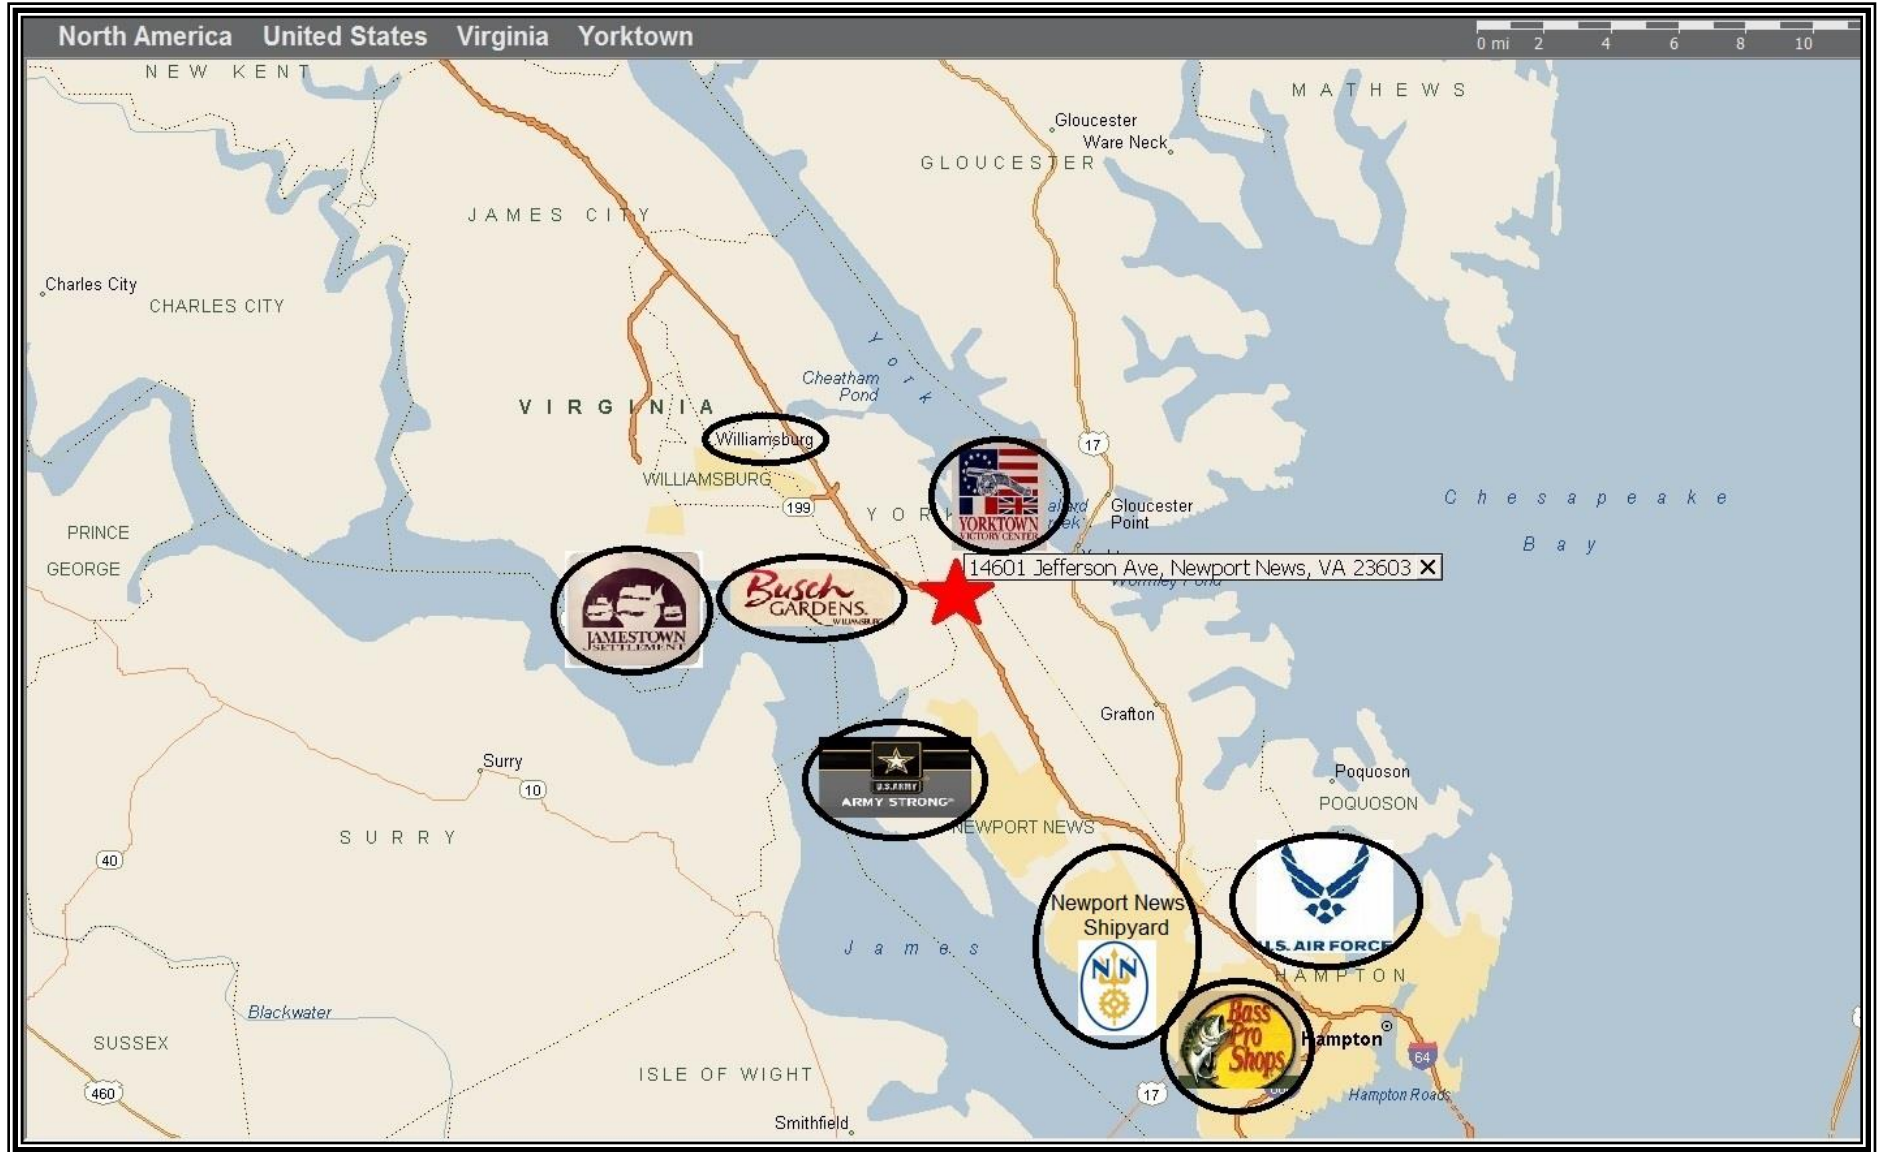 North America United States Virginia Yorktown
0 mi 2 4 6 8 10
NEW KENT
MATHEWS
Gloucester
Ware Neck
GLOUCESTER
JAMES CITY
Charles City
CHARLES CITY
York
Cheatham
Pond
VIRGINIA
Williamsburg
17
WILLIAMSBURG
199
YORK
YORKTOWN
VICTORY CENTER
Gloucester
Point
Chesapeake
Bay
PRINCE
GEORGE
14601 Jefferson Ave, Newport News, VA 23603 X
Wormley Pond
Busch
GARDENS.
WILLIAMSBURG
JAMESTOWN
SETTLEMENT
Grafton
Surry
10
Poquoson
POQUOSON
U.S.ARMY
ARMY STRONG®
NEWPORT NEWS
SURRY
40
Newport News
Shipyard
NN
U.S. AIR FORCE
James
HAMPTON
Blackwater
Bass
Pro
Shops
Hampton
SUSSEX
64
ISLE OF WIGHT
460
17
Hampton Roads
Smithfield